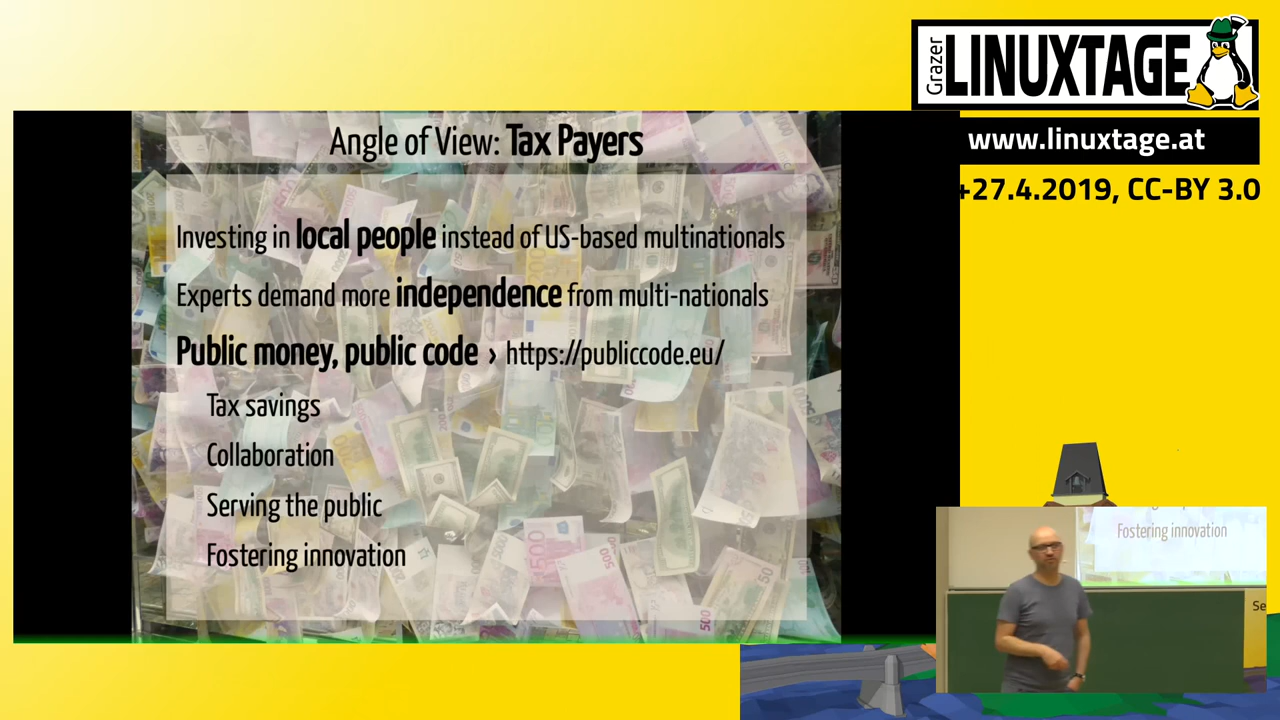 Grazer
LINUXTAGE
www.linuxtage.at
+27.4.2019, CC-BY 3.0
Angle of View: Tax Payers
Investing in local people instead of US-based multinationals
Experts demand more independence from multi-nationals
Public money, public code › https://publiccode.eu/
Tax savings
Collaboration
Serving the public
Fostering innovation
Fostering innovation
Se